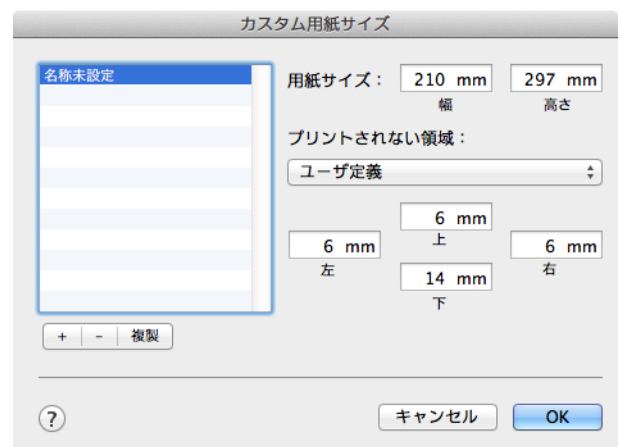 カスタム用紙サイズ
名称未設定
用紙サイズ： 210 mm 297 mm
幅 高さ
プリントされない領域：
ユーザ定義
6 mm
上
6 mm 6 mm
左 右
14 mm
下
+ - 複製
? キャンセル OK